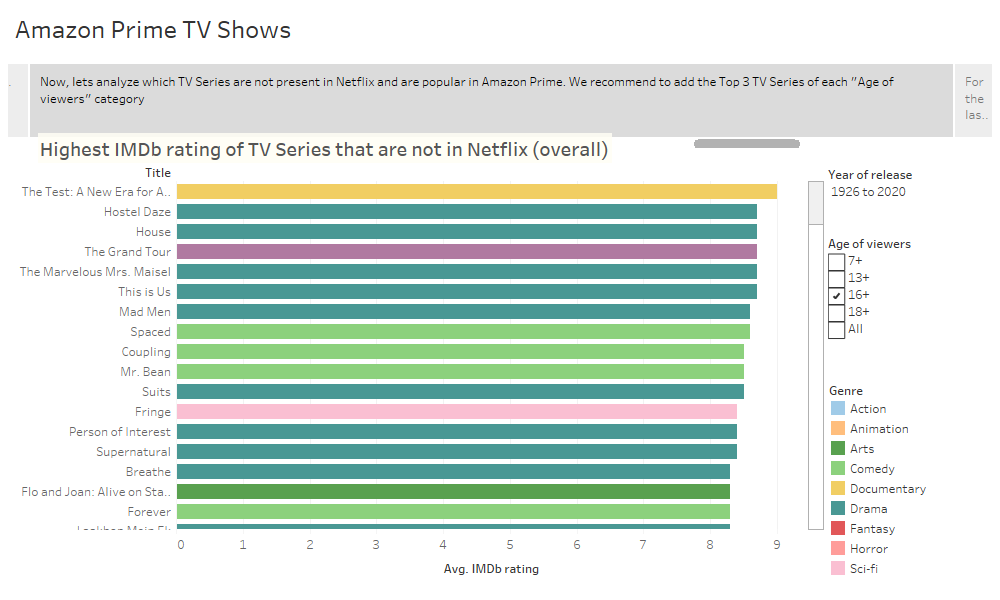 Amazon Prime TV Shows
Now, lets analyze which TV Series are not present in Netflix and are popular in Amazon Prime. We recommend to add the Top 3 TV Series of each "Age of
viewers" category
For
the
las..
Highest IMDb rating of TV Series that are not in Netflix (overall)
Title
The Test: A New Era for A..
Hostel Daze
House
The Grand Tour
The Marvelous Mrs. Maisel
This is Us
Mad Men
Spaced
Coupling
Mr. Bean
Suits
Fringe
Person of Interest
Supernatural
Breathe
Flo and Joan: Alive on Sta..
Forever
0 1 2 3 4 5 6 7 8 9
Avg. IMDb rating
Year of release
1926 to 2020
Age of viewers
7+
13+
16+
18+
All
Genre
Action
Animation
Arts
Comedy
Documentary
Drama
Fantasy
Horror
Sci-fi